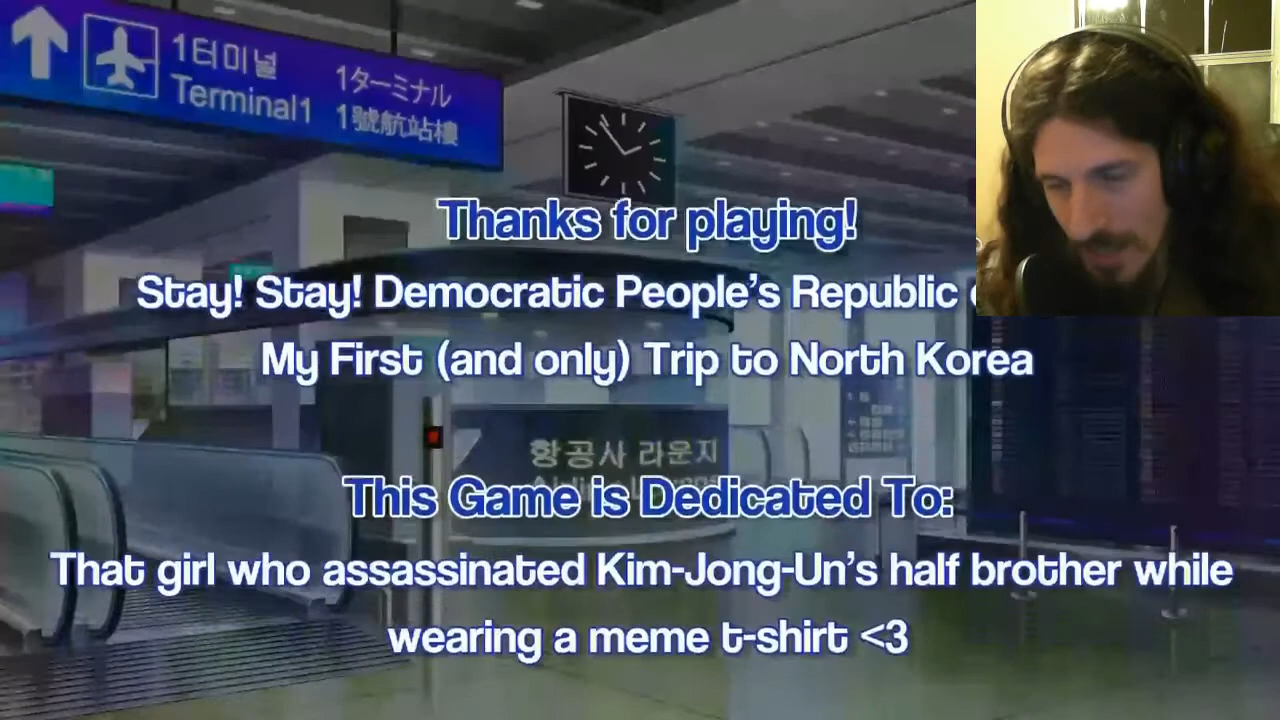 1터미널
1ターミナル
Terminal1
1號航站樓
Thanks for playing!
Stay! Stay! Democratic People's Republic
My First (and only) Trip to North Korea
항공사 라운지
This Game is Dedicated To:
That girl who assassinated Kim-Jong-Un's half brother while
wearing a meme t-shirt <3